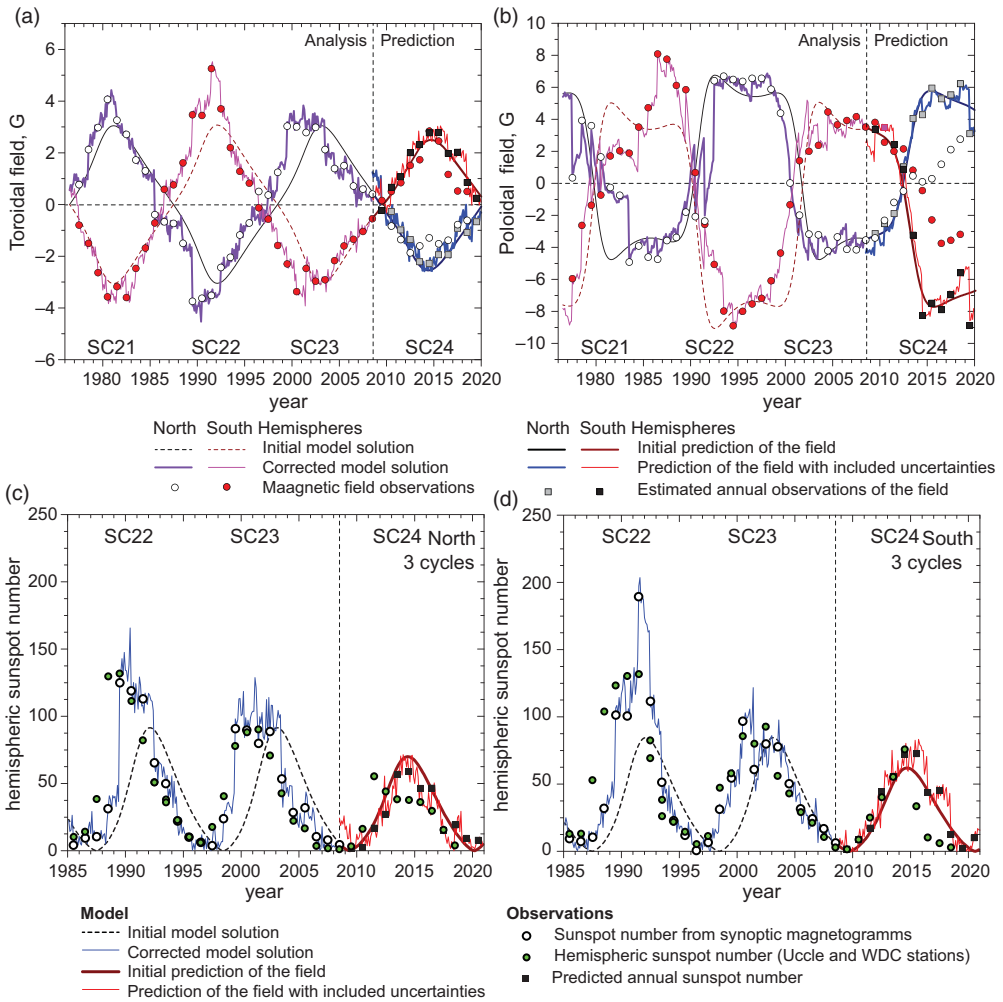 (a)
Analysis Prediction
Toroidal field, G
6
4
2
0
−2
−4
−6
SC21 SC22 SC23 SC24
1980 1985 1990 1995 2000 2005 2010 2015 2020
year
(b)
Analysis Prediction
Poloidal field, G
10
8
6
4
2
0
−2
−4
−6
−8
−10
SC21 SC22 SC23 SC24
1980 1985 1990 1995 2000 2005 2010 2015 2020
year
North South Hemispheres
Initial model solution
Corrected model solution
Maagnetic field observations
North South Hemispheres
Initial prediction of the field
Prediction of the field with included uncertainties
Estimated annual observations of the field
(c)
hemispheric sunspot number
250
200
150
100
50
0
SC22 SC23 SC24 North
3 cycles
1985 1990 1995 2000 2005 2010 2015 2020
year
(d)
hemispheric sunspot number
250
200
150
100
50
0
SC22 SC23 SC24 South
3 cycles
1985 1990 1995 2000 2005 2010 2015 2020
year
Model
Initial model solution
Corrected model solution
Initial prediction of the field
Prediction of the field with included uncertainties
Observations
Sunspot number from synoptic magnetogramms
Hemispheric sunspot number (Uccle and WDC stations)
Predicted annual sunspot number